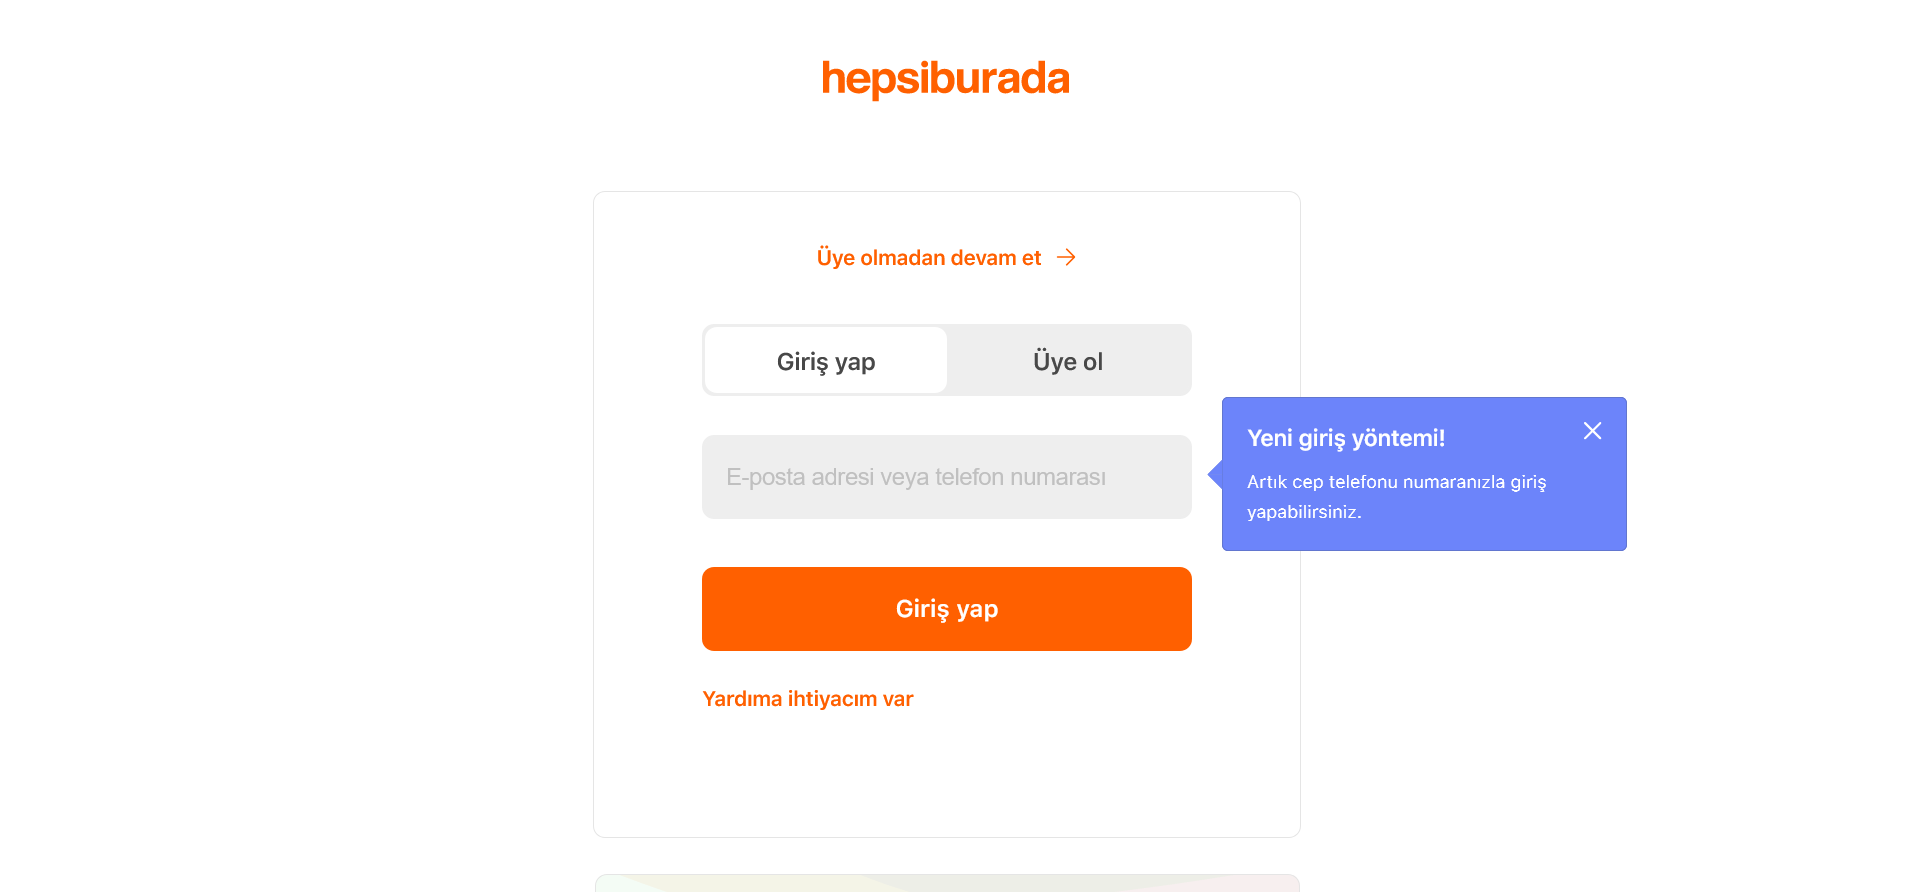 hepsiburada
Üye olmadan devam et
Giriş yap
Üye ol
E-posta adresi veya telefon numarası
Yeni giriş yöntemi!
Artık cep telefonu numaranızla giriş
yapabilirsiniz.
Giriş yap
Yardıma ihtiyacım var